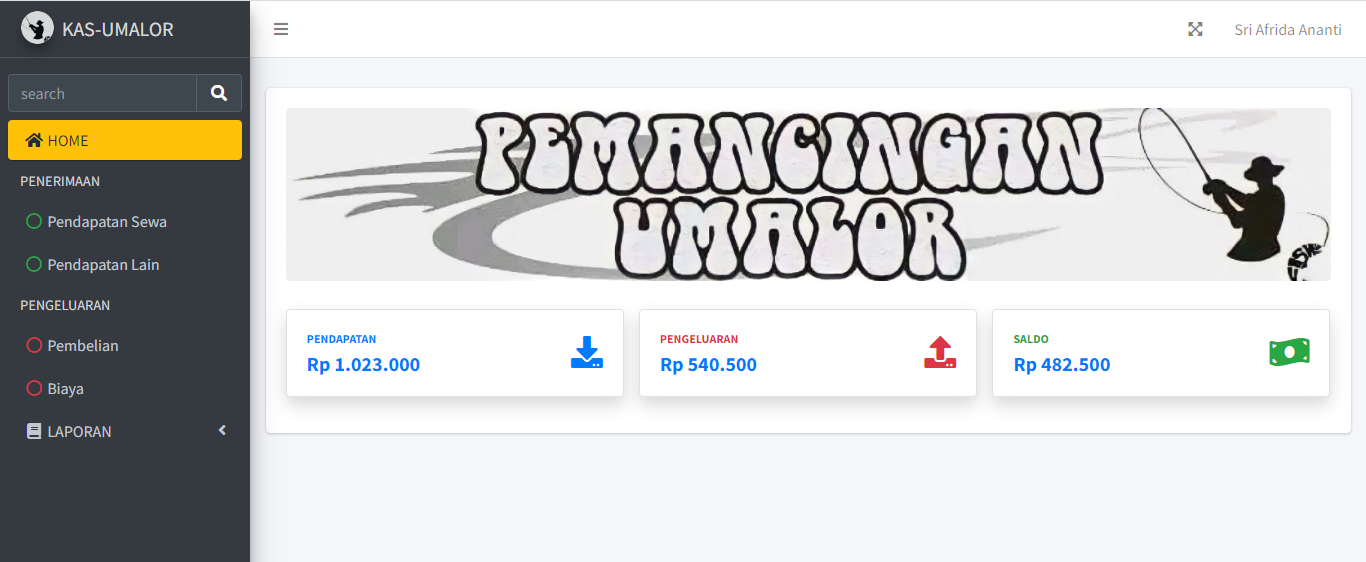 KAS-UMALOR
Sri Afrida Ananti
search
HOME
PENERIMAAN
Pendapatan Sewa
Pendapatan Lain
PENGELUARAN
Pembelian
Biaya
LAPORAN
PEMANCINGAN
UMALOR
PENDAPATAN
Rp 1.023.000
PENGELUARAN
Rp 540.500
SALDO
Rp 482.500